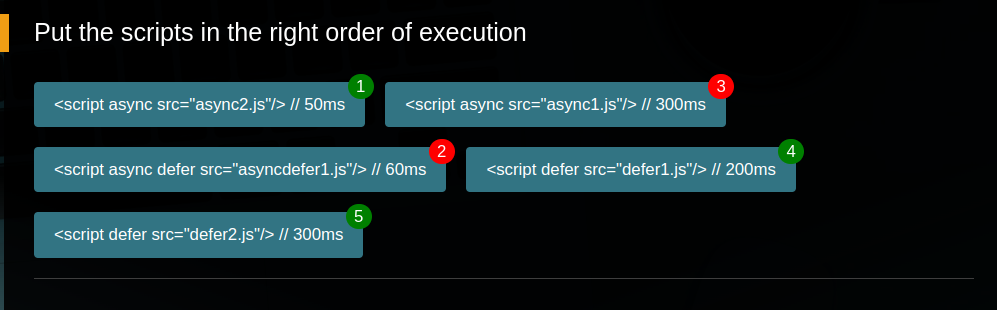 Put the scripts in the right order of execution
1
3
<script async src="async2.js"/> // 50ms
<script async src="async1.js"/> // 300ms
2
4
<script async defer src="asyncdefer1.js"/> // 60ms
<script defer src="defer1.js"/> // 200ms
5
<script defer src="defer2.js"/> // 300ms